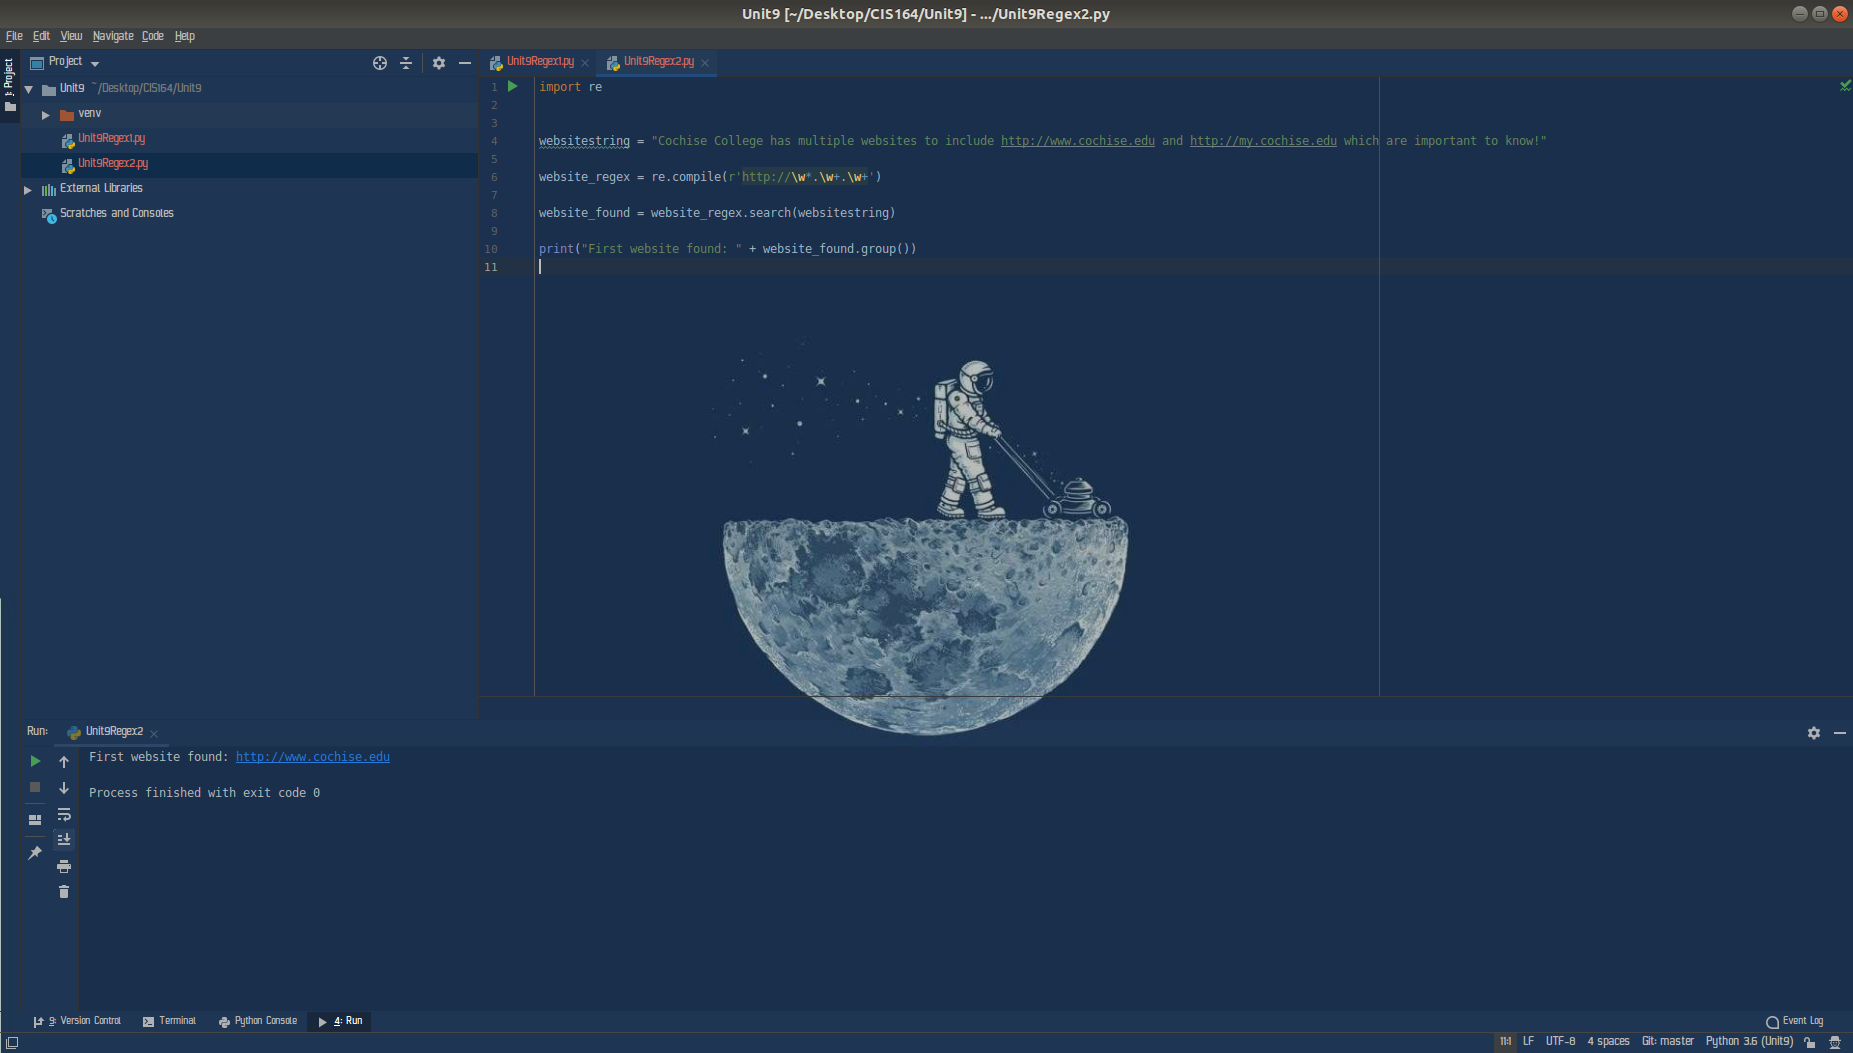 Unit9 [~/Desktop/CIS164/Unit9] - .../Unit9Regex2.py
File Edit View Navigate Code Help
1: Project
Project
Unit9 ~/Desktop/CIS164/Unit9
venv
Unit9Regex1.py
Unit9Regex2.py
External Libraries
Scratches and Consoles
Unit9Regex1.py Unit9Regex2.py
1 import re
2
3
4 websitestring = "Cochise College has multiple websites to include http://www.cochise.edu and http://my.cochise.edu which are important to know!"
5
6 website_regex = re.compile(r'http://\w*.\w+.\w+')
7
8 website_found = website_regex.search(websitestring)
9
10 print("First website found: " + website_found.group())
11
Run: Unit9Regex2
First website found: http://www.cochise.edu
Process finished with exit code 0
9: Version Control Terminal Python Console 4: Run Event Log
11:1 LF UTF-8 4 spaces Git: master Python 3.6 (Unit9)